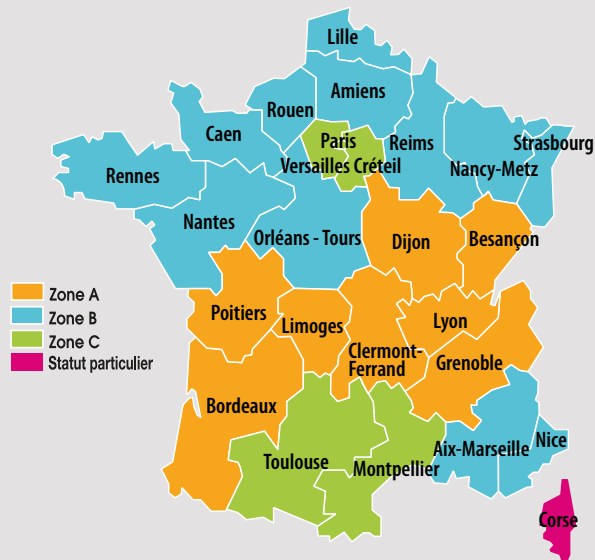 Lille
Amiens
Rouen
Caen
Paris
Reims
Strasbourg
Versailles Créteil
Nancy-Metz
Rennes
Nantes
Orléans - Tours
Dijon
Besançon
Zone A
Zone B
Zone C
Statut particulier
Poitiers
Limoges
Lyon
Clermont-
Ferrand
Grenoble
Bordeaux
Toulouse
Montpellier
Aix-Marseille
Nice
Corse